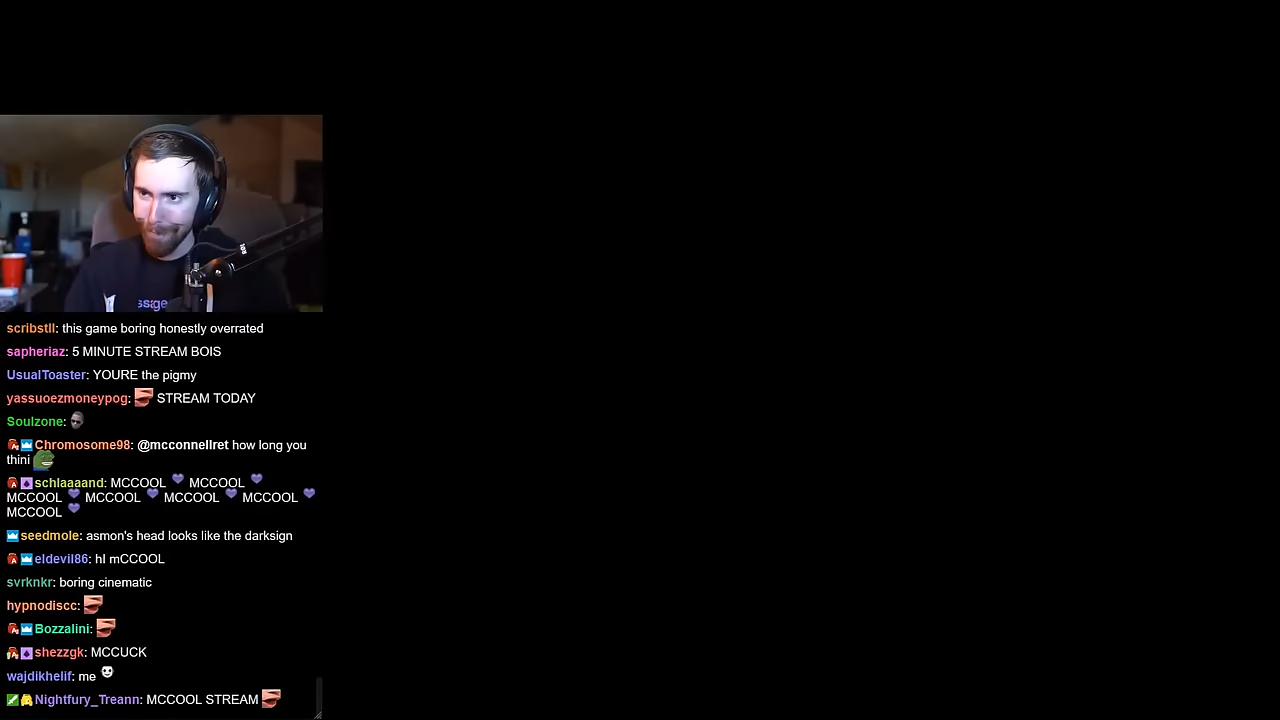 ssage
scribstll: this game boring honestly overrated
sapheriaz: 5 MINUTE STREAM BOIS
UsualToaster: YOURE the pigmy
yassuoezmoneypog: STREAM TODAY
Soulzone:
Chromosome98: @mcconnellret how long you
thini
schlaaaand: MCCOOL MCCOOL
MCCOOL MCCOOL MCCOOL MCCOOL
MCCOOL
seedmole: asmon's head looks like the darksign
eldevil86: hI mCCOOL
svrknkr: boring cinematic
hypnodiscc:
Bozzalini:
shezzgk: MCCUCK
wajdikhelif: me
Nightfury_Treann: MCCOOL STREAM